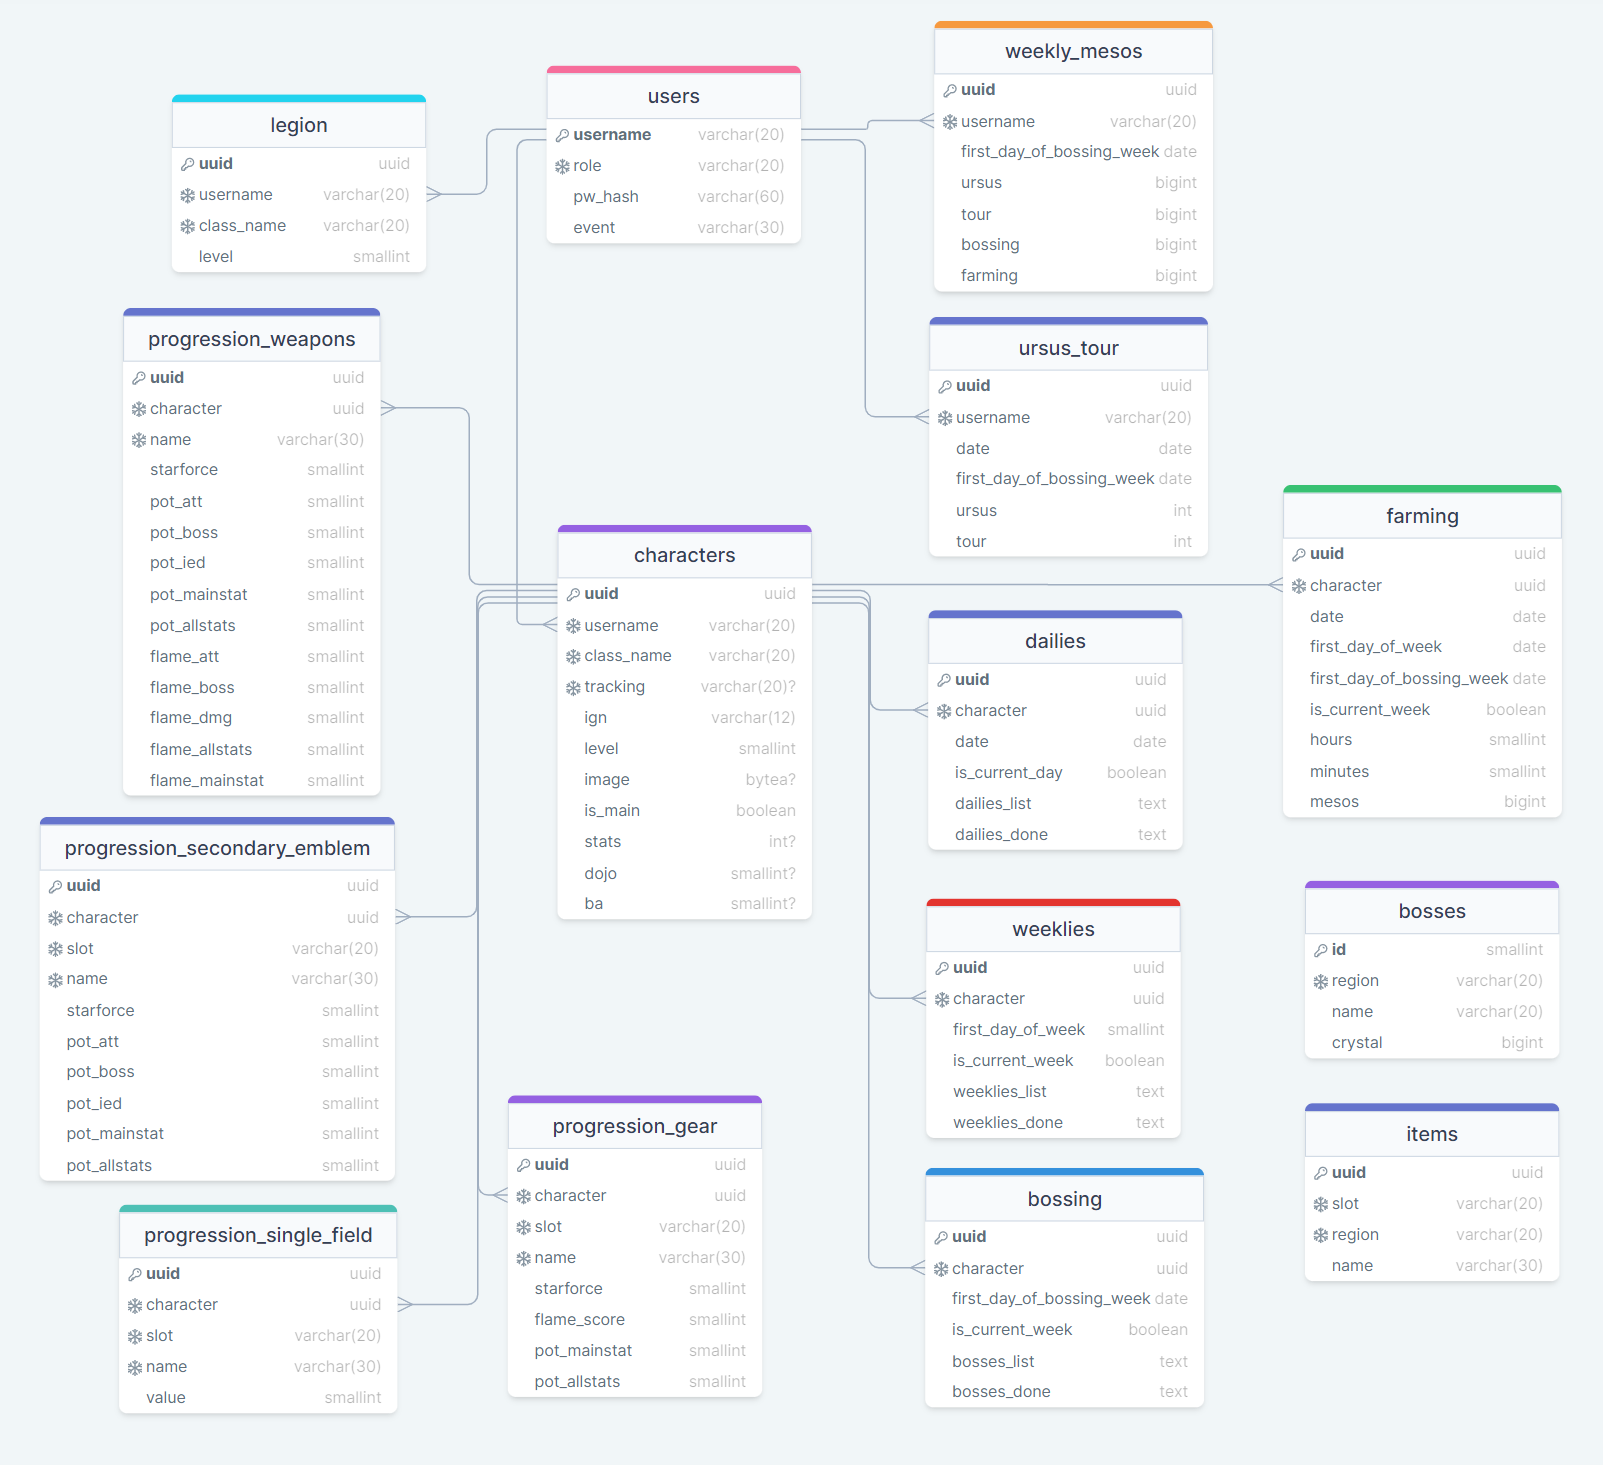 legion
uuid uuid
username varchar(20)
class_name varchar(20)
level smallint
users
username varchar(20)
role varchar(20)
pw_hash varchar(60)
event varchar(30)
weekly_mesos
uuid uuid
username varchar(20)
first_day_of_bossing_week date
ursus bigint
tour bigint
bossing bigint
farming bigint
progression_weapons
uuid uuid
character uuid
name varchar(30)
starforce smallint
pot_att smallint
pot_boss smallint
pot_ied smallint
pot_mainstat smallint
pot_allstats smallint
flame_att smallint
flame_boss smallint
flame_dmg smallint
flame_allstats smallint
flame_mainstat smallint
ursus_tour
uuid uuid
username varchar(20)
date date
first_day_of_bossing_week date
ursus int
tour int
characters
uuid uuid
username varchar(20)
class_name varchar(20)
tracking varchar(20)?
ign varchar(12)
level smallint
image bytea?
is_main boolean
stats int?
dojo smallint?
ba smallint?
farming
uuid uuid
character uuid
date date
first_day_of_week date
first_day_of_bossing_week date
is_current_week boolean
hours smallint
minutes smallint
mesos bigint
dailies
uuid uuid
character uuid
date date
is_current_day boolean
dailies_list text
dailies_done text
progression_secondary_emblem
uuid uuid
character uuid
slot varchar(20)
name varchar(30)
starforce smallint
pot_att smallint
pot_boss smallint
pot_ied smallint
pot_mainstat smallint
pot_allstats smallint
weeklies
uuid uuid
character uuid
first_day_of_week smallint
is_current_week boolean
weeklies_list text
weeklies_done text
bosses
id smallint
region varchar(20)
name varchar(20)
crystal bigint
progression_gear
uuid uuid
character uuid
slot varchar(20)
name varchar(30)
starforce smallint
flame_score smallint
pot_mainstat smallint
pot_allstats smallint
items
uuid uuid
slot varchar(20)
region varchar(20)
name varchar(30)
progression_single_field
uuid uuid
character uuid
slot varchar(20)
name varchar(30)
value smallint
bossing
uuid uuid
character uuid
first_day_of_bossing_week date
is_current_week boolean
bosses_list text
bosses_done text